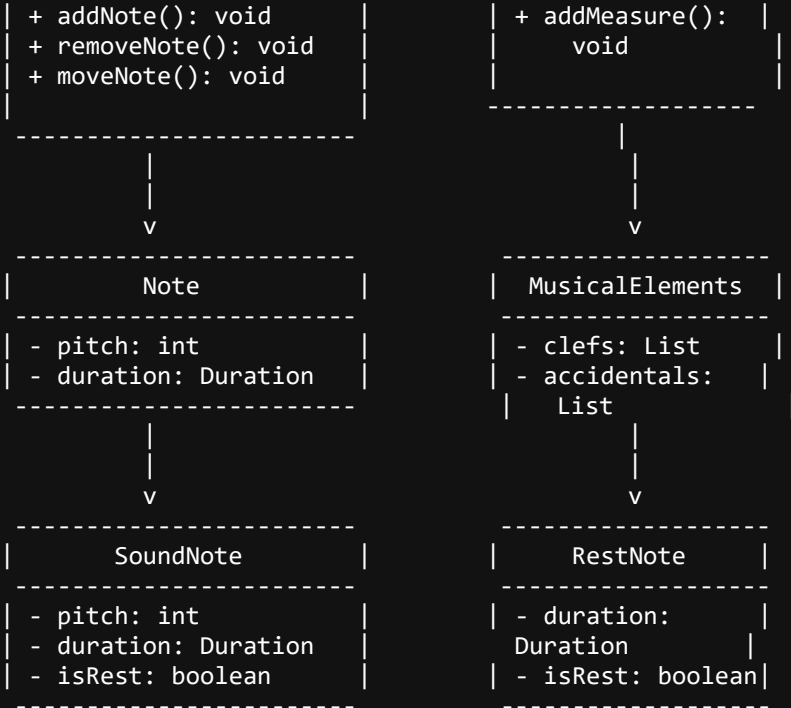 | + addNote(): void      |        | + addMeasure():  |
| + removeNote(): void   |        |     void          |
| + moveNote(): void     |        |                   |
|                        |        -------------------
 ------------------------                  |
          |                                 |
          |                                 |
          v                                 v
 ------------------------          -------------------
|         Note           |        |  MusicalElements  |
 ------------------------          -------------------
| - pitch: int           |        | - clefs: List     |
| - duration: Duration   |        | - accidentals:   |
 ------------------------          |   List            |
          |                                 |
          |                                 |
          v                                 v
 ------------------------          -------------------
|       SoundNote        |        |     RestNote     |
 ------------------------          -------------------
| - pitch: int           |        | - duration:      |
| - duration: Duration   |          Duration        |
| - isRest: boolean      |        | - isRest: boolean|
 ------------------------          -------------------